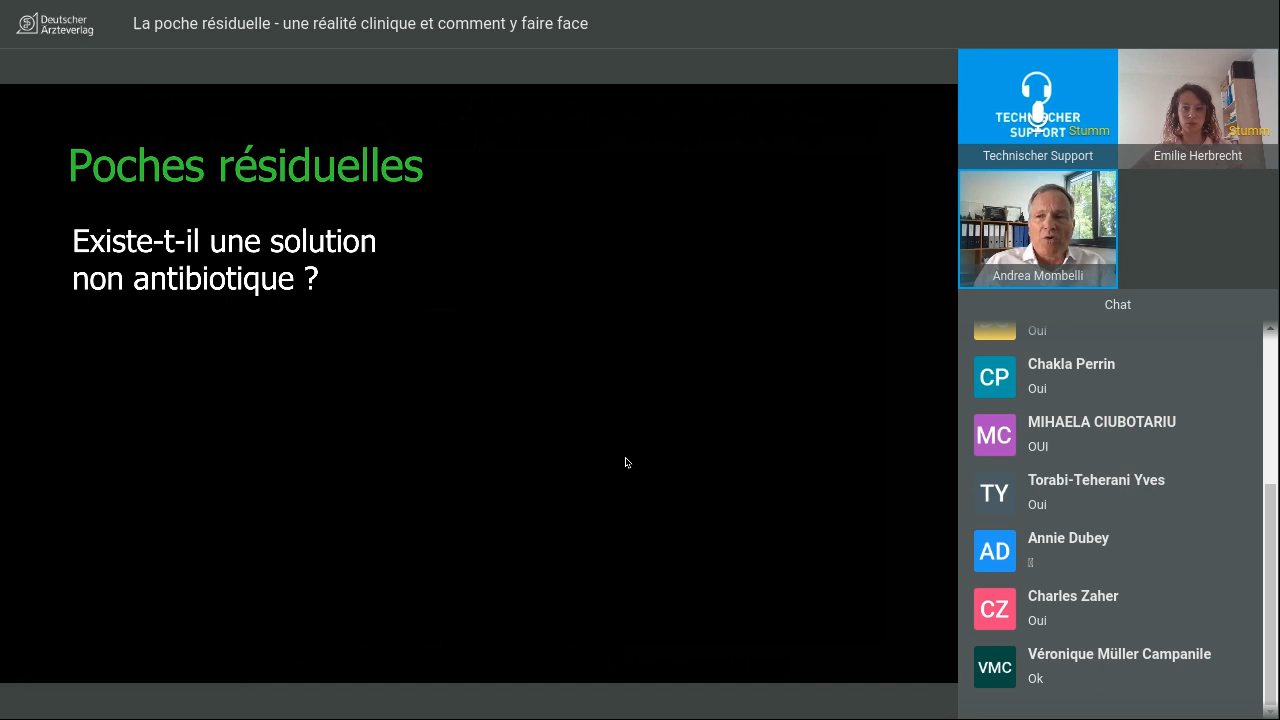 Deutscher
Ärzteverlag
La poche résiduelle - une réalité clinique et comment y faire face
Poches résiduelles
Existe-t-il une solution
non antibiotique ?
TECHNISCHER
SUPPORT
Stumm
Technischer Support
Stumm
Emilie Herbrecht
Andrea Mombelli
Chat
Oui
CP
Chakla Perrin
Oui
MC
MIHAELA CIUBOTARIU
OUI
TY
Torabi-Teherani Yves
Oui
AD
Annie Dubey
CZ
Charles Zaher
Oui
VMC
Véronique Müller Campanile
Ok